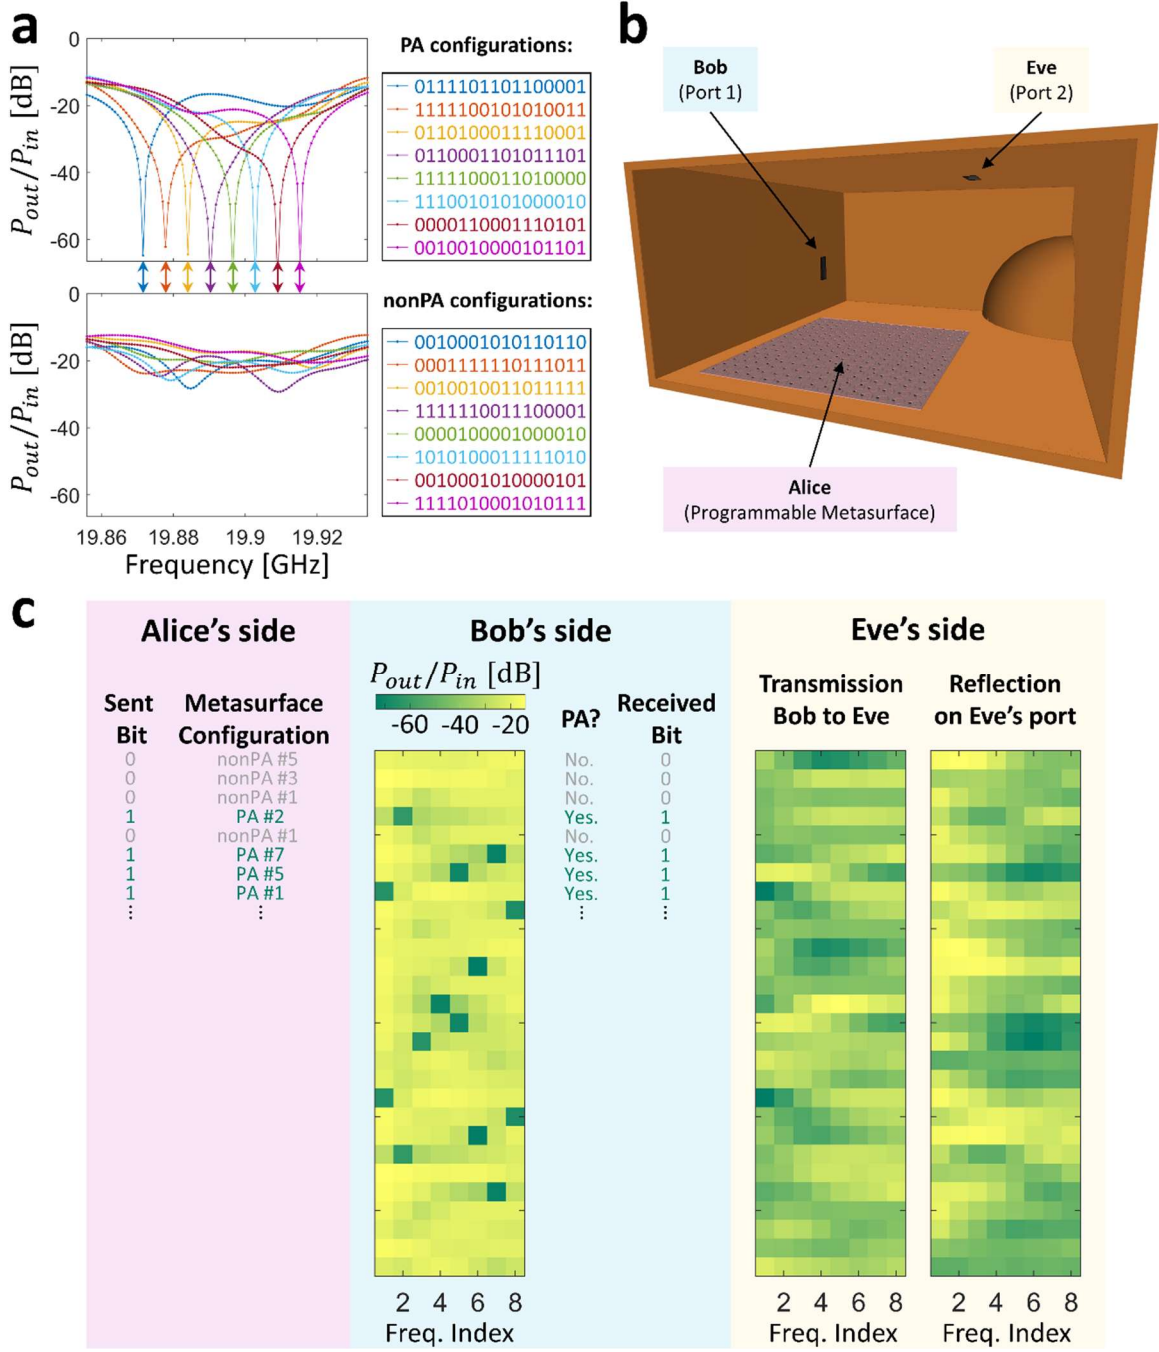 a
P_out/P_in [dB]
0
-20
-40
-60
PA configurations:
0111101101100001
1111100101010011
0110100011110001
0110001101011101
1111100011010000
1110010101000010
0000110001110101
0010010000101101
P_out/P_in [dB]
0
-20
-40
-60
19.86 19.88 19.9 19.92
Frequency [GHz]
nonPA configurations:
0010001010110110
0001111110111011
0010010011011111
1111110011100001
0000100001000010
1010100011111010
0010001010000101
1111010001010111
b
Bob
(Port 1)
Eve
(Port 2)
Alice
(Programmable Metasurface)
c
Alice's side
Sent
Bit
Metasurface
Configuration
0 nonPA #5
0 nonPA #3
0 nonPA #1
1 PA #2
0 nonPA #1
1 PA #7
1 PA #5
1 PA #1
⋮ ⋮
Bob's side
P_out/P_in [dB]
-60 -40 -20
PA?
Received
Bit
No. 0
No. 0
No. 0
Yes. 1
No. 0
Yes. 1
Yes. 1
Yes. 1
⋮ ⋮
2 4 6 8
Freq. Index
Eve's side
Transmission
Bob to Eve
2 4 6 8
Freq. Index
Reflection
on Eve's port
2 4 6 8
Freq. Index